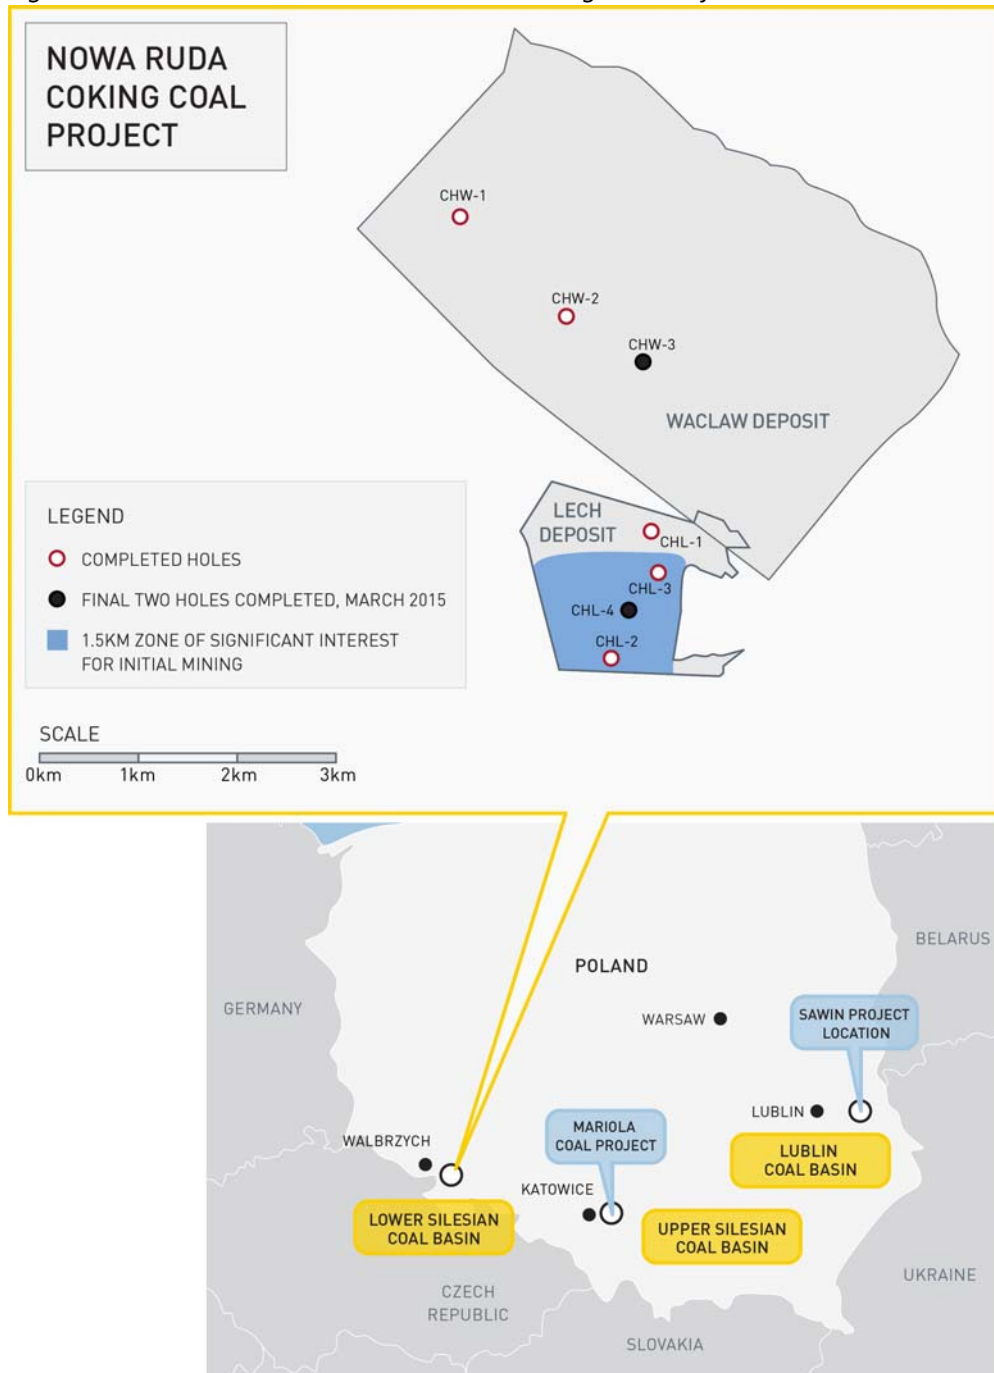 NOWA RUDA
COKING COAL
PROJECT
CHW-1
CHW-2
CHW-3
WACLAW DEPOSIT
LECH
DEPOSIT
CHL-1
CHL-3
CHL-4
CHL-2
LEGEND
COMPLETED HOLES
FINAL TWO HOLES COMPLETED, MARCH 2015
1.5KM ZONE OF SIGNIFICANT INTEREST
FOR INITIAL MINING
SCALE
0km 1km 2km 3km
BELARUS
POLAND
GERMANY
WARSAW
SAWIN PROJECT
LOCATION
LUBLIN
MARIOLA
COAL PROJECT
WALBRZYCH
LUBLIN
COAL BASIN
KATOWICE
LOWER SILESIAN
COAL BASIN
UPPER SILESIAN
COAL BASIN
UKRAINE
CZECH
REPUBLIC
SLOVAKIA